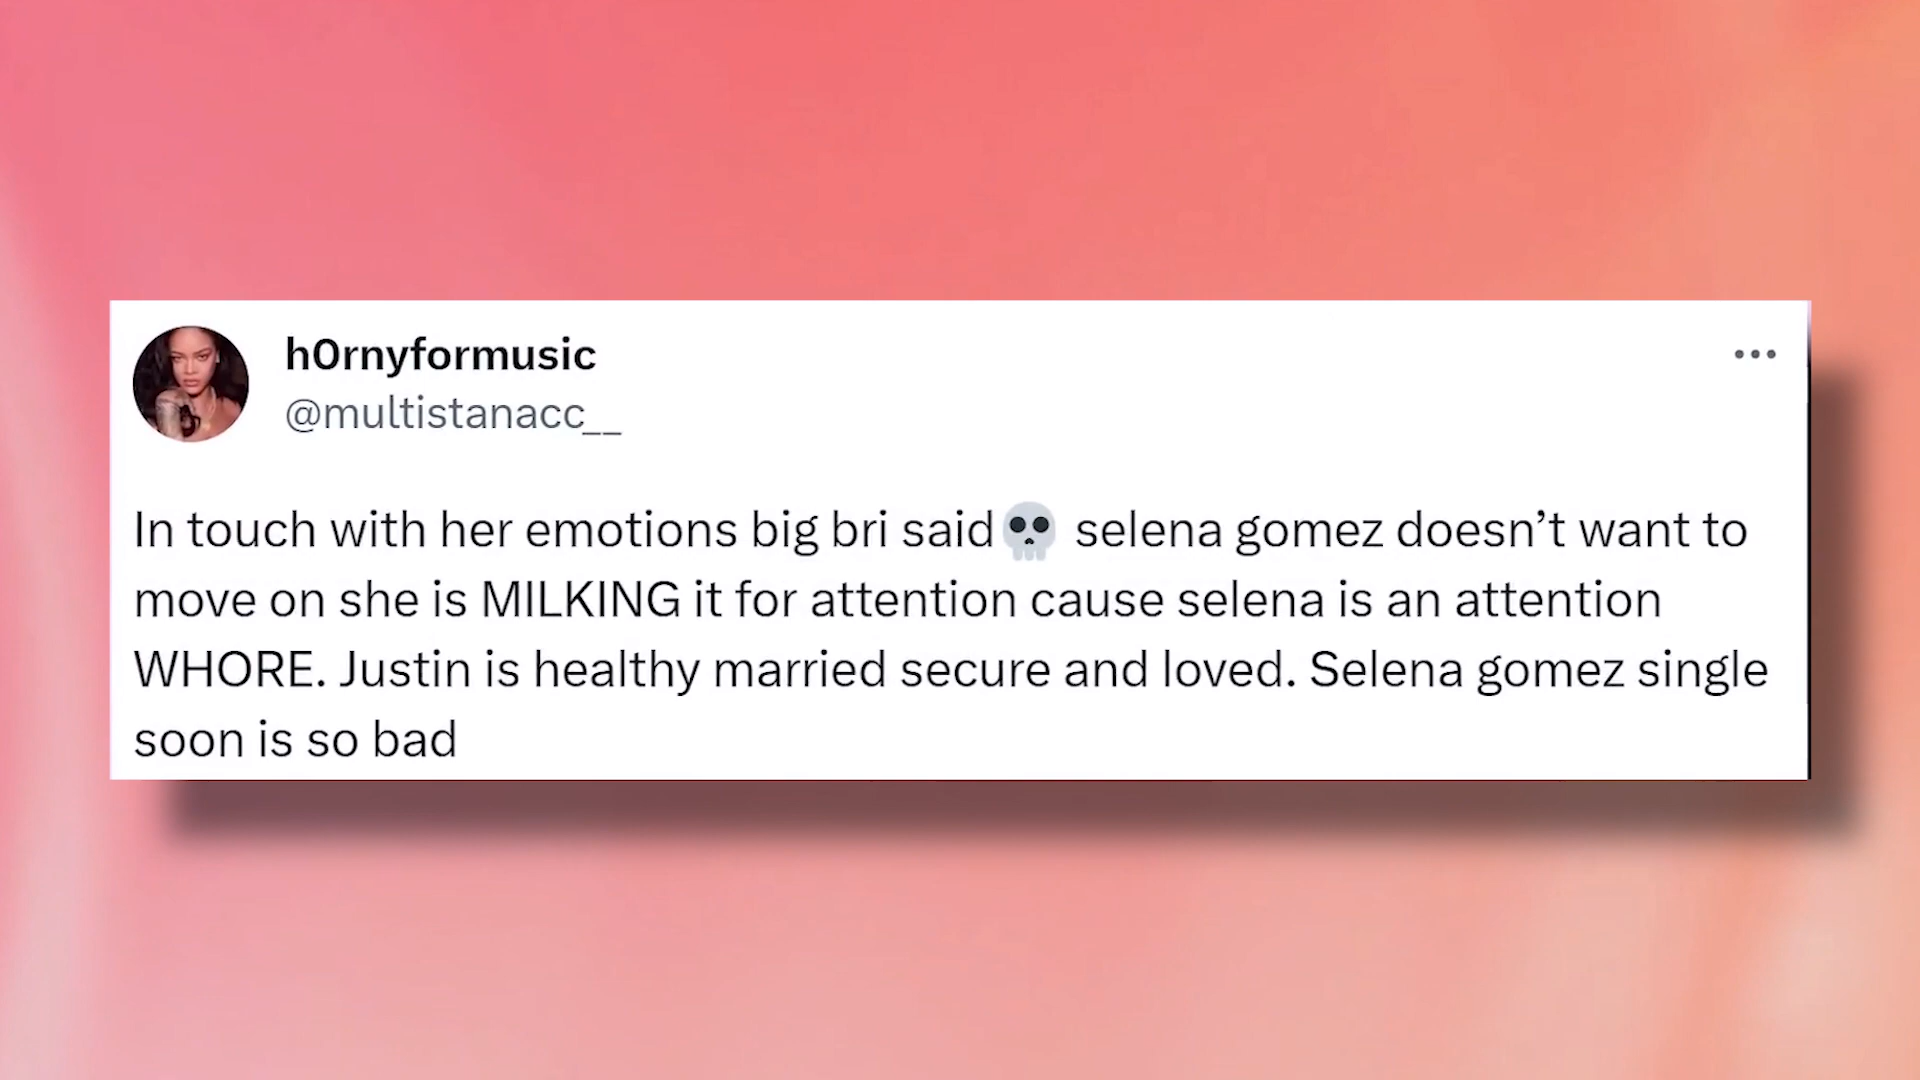 h0rnyformusic
@multistanacc__
In touch with her emotions big bri said💀 selena gomez doesn’t want to
move on she is MILKING it for attention cause selena is an attention
WHORE. Justin is healthy married secure and loved. Selena gomez single
soon is so bad